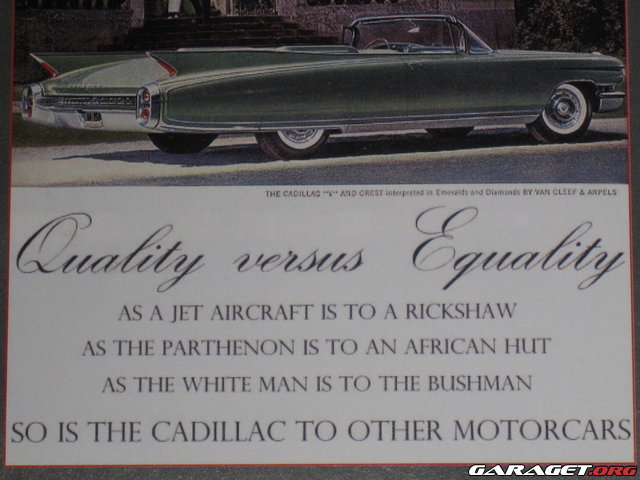 THE CADILLAC "V" AND CREST interpreted in Emeralds and Diamonds BY VAN CLEEF & ARPELS
Quality versus Equality
AS A JET AIRCRAFT IS TO A RICKSHAW
AS THE PARTHENON IS TO AN AFRICAN HUT
AS THE WHITE MAN IS TO THE BUSHMAN
SO IS THE CADILLAC TO OTHER MOTORCARS
GARAGET.ORG